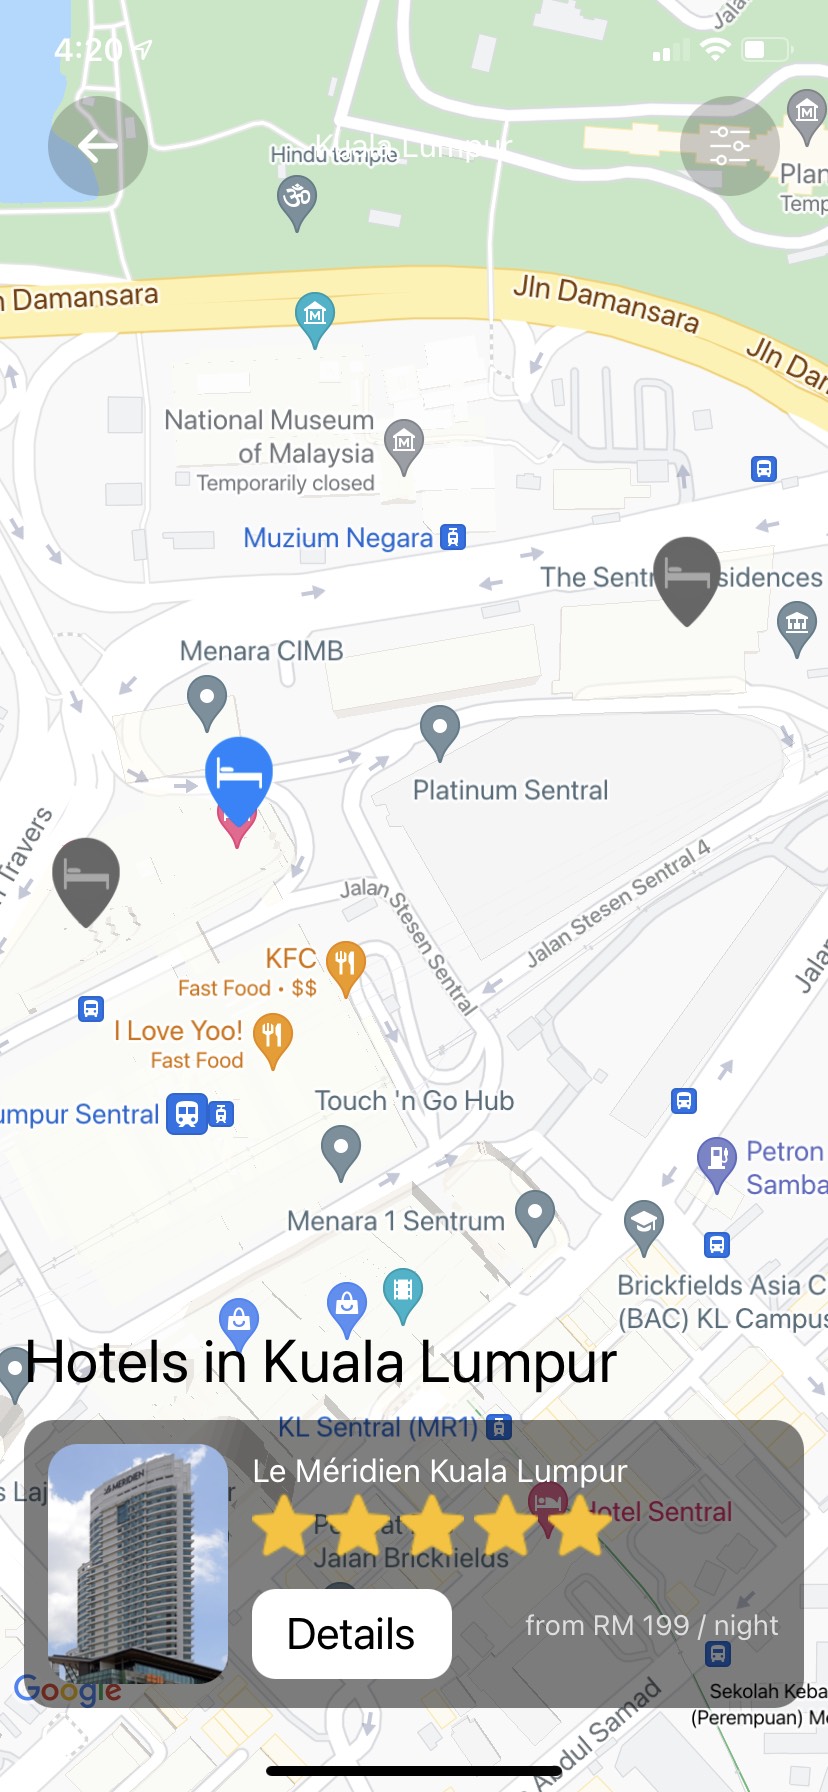 4:20
Kuala Lumpur
Hindu temple
Plan
Temp
n Damansara
Jln Damansara
Jln Dar
National Museum
of Malaysia
Temporarily closed
Muzium Negara
The Sentr sidences
Menara CIMB
Platinum Sentral
Travers
Jalan Stesen Sentral 4
Jalan Stesen Sentral
KFC
Fast Food • $$
I Love Yoo!
Fast Food
umpur Sentral
Touch 'n Go Hub
Petron
Samba
Menara 1 Sentrum
Brickfields Asia C
(BAC) KL Campus
Hotels in Kuala Lumpur
KL Sentral (MR1)
Le Méridien Kuala Lumpur
s Laj
Hotel Sentral
Jalan Brickfields
Details
from RM 199 / night
Google
Sekolah Keba
(Perempuan) Me
Abdul Samad